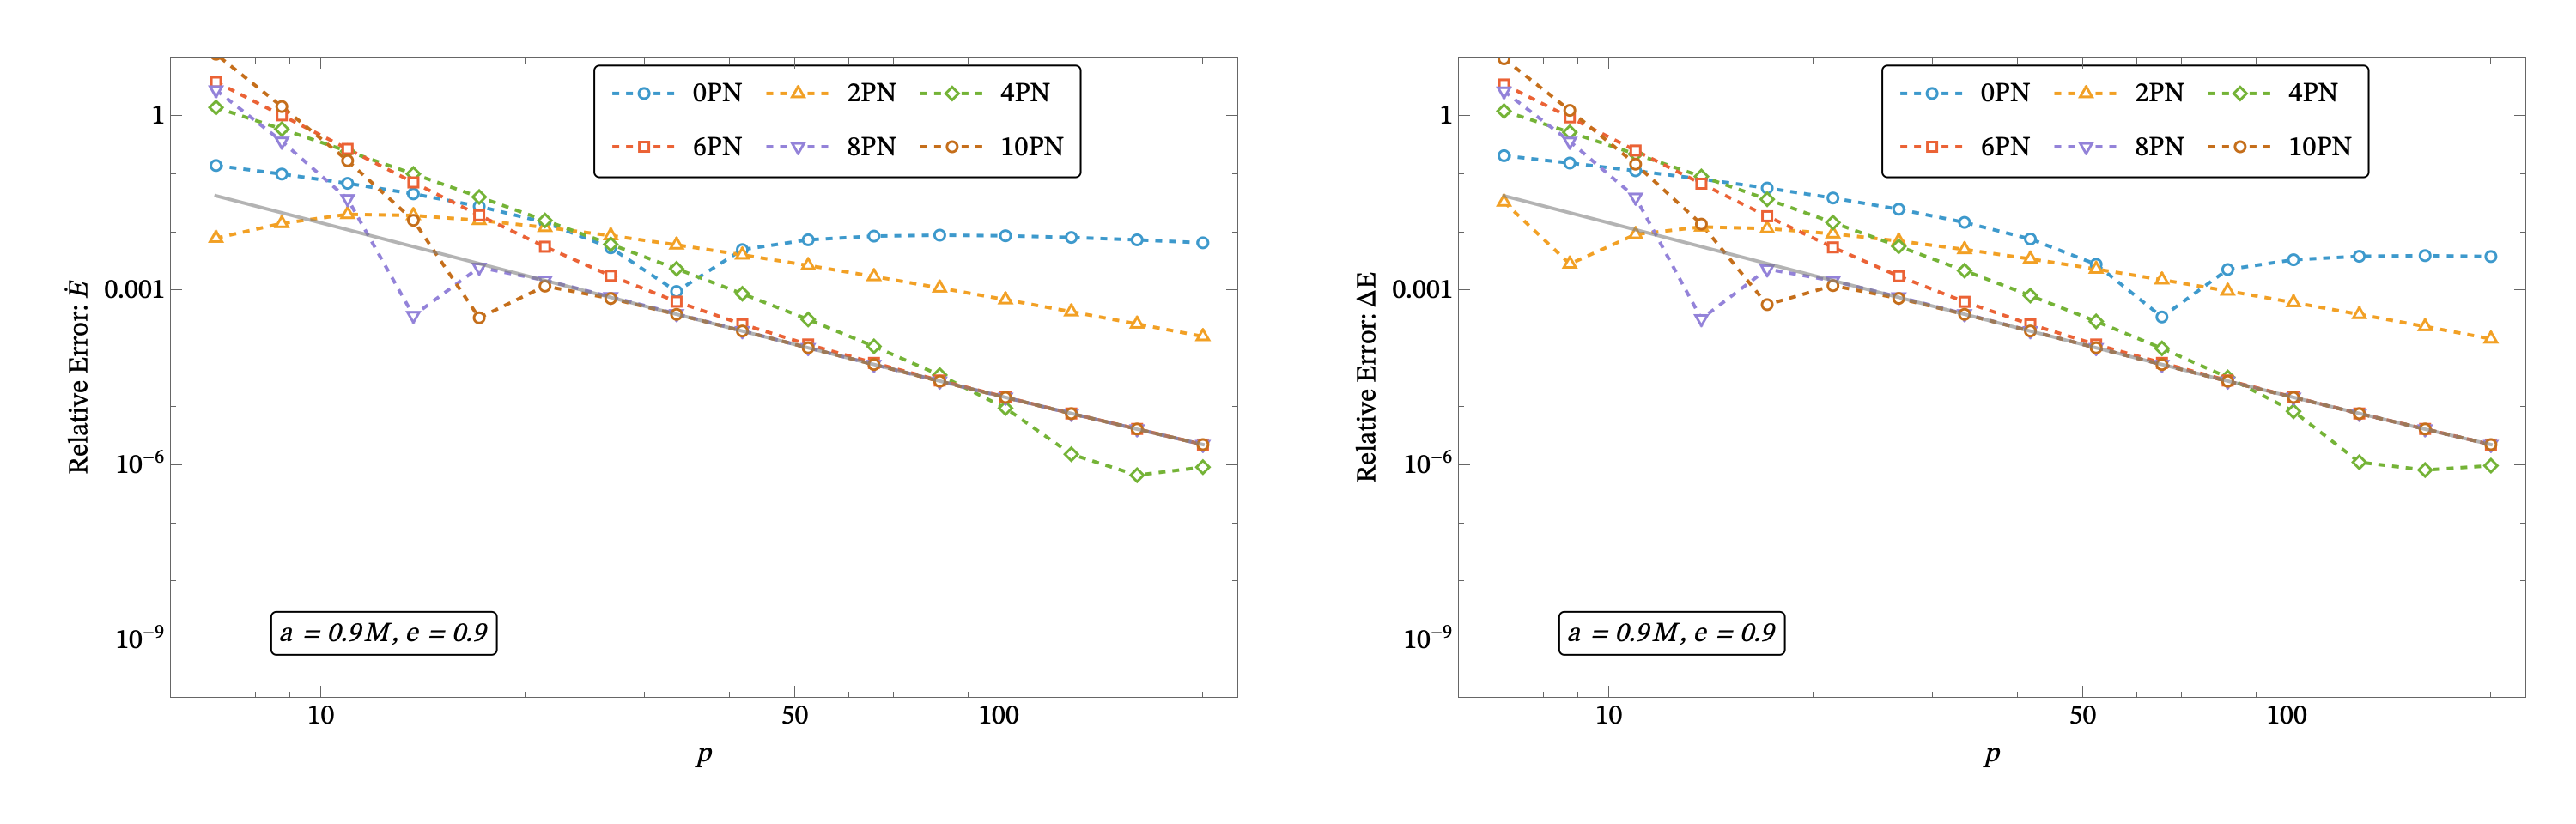 0PN 2PN 4PN
6PN 8PN 10PN
Relative Error: Ė
1
0.001
10⁻⁶
10⁻⁹
a = 0.9M, e = 0.9
10 50 100
p
0PN 2PN 4PN
6PN 8PN 10PN
Relative Error: ΔE
1
0.001
10⁻⁶
10⁻⁹
a = 0.9M, e = 0.9
10 50 100
p